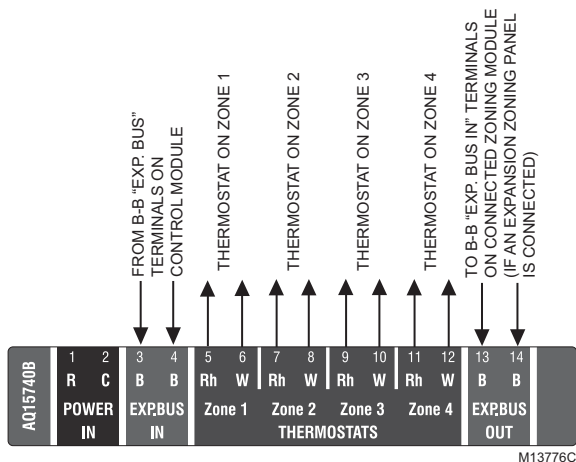 FROM B-B “EXP. BUS”
TERMINALS ON
CONTROL MODULE
THERMOSTAT ON ZONE 1
THERMOSTAT ON ZONE 2
THERMOSTAT ON ZONE 3
THERMOSTAT ON ZONE 4
TO B-B “EXP. BUS IN” TERMINALS
ON CONNECTED ZONING MODULE
(IF AN EXPANSION ZONING PANEL
IS CONNECTED)
AQ15740B
1 2 3 4 5 6 7 8 9 10 11 12 13 14
R C B B Rh W Rh W Rh W Rh W B B
POWER EXP.BUS Zone 1 Zone 2 Zone 3 Zone 4 EXP.BUS
IN IN THERMOSTATS OUT
M13776C